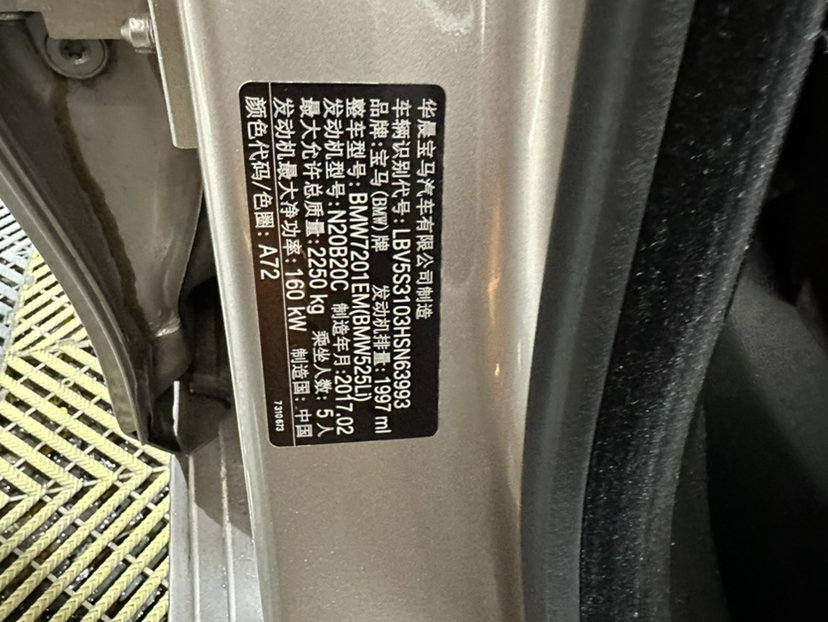 华晨宝马汽车有限公司制造
车辆识别代号: LBV5S3103HSN63993
品牌: 宝马(BMW)牌 发动机排量: 1997 ml
整车型号: BMW7201EM(BMW525Li)
发动机型号: N20B20C 制造年月: 2017.02
最大允许总质量: 2250 kg 乘坐人数: 5 人
发动机最大净功率: 160 kW 制造国: 中国
颜色代码/色圈: A72 7 310 673